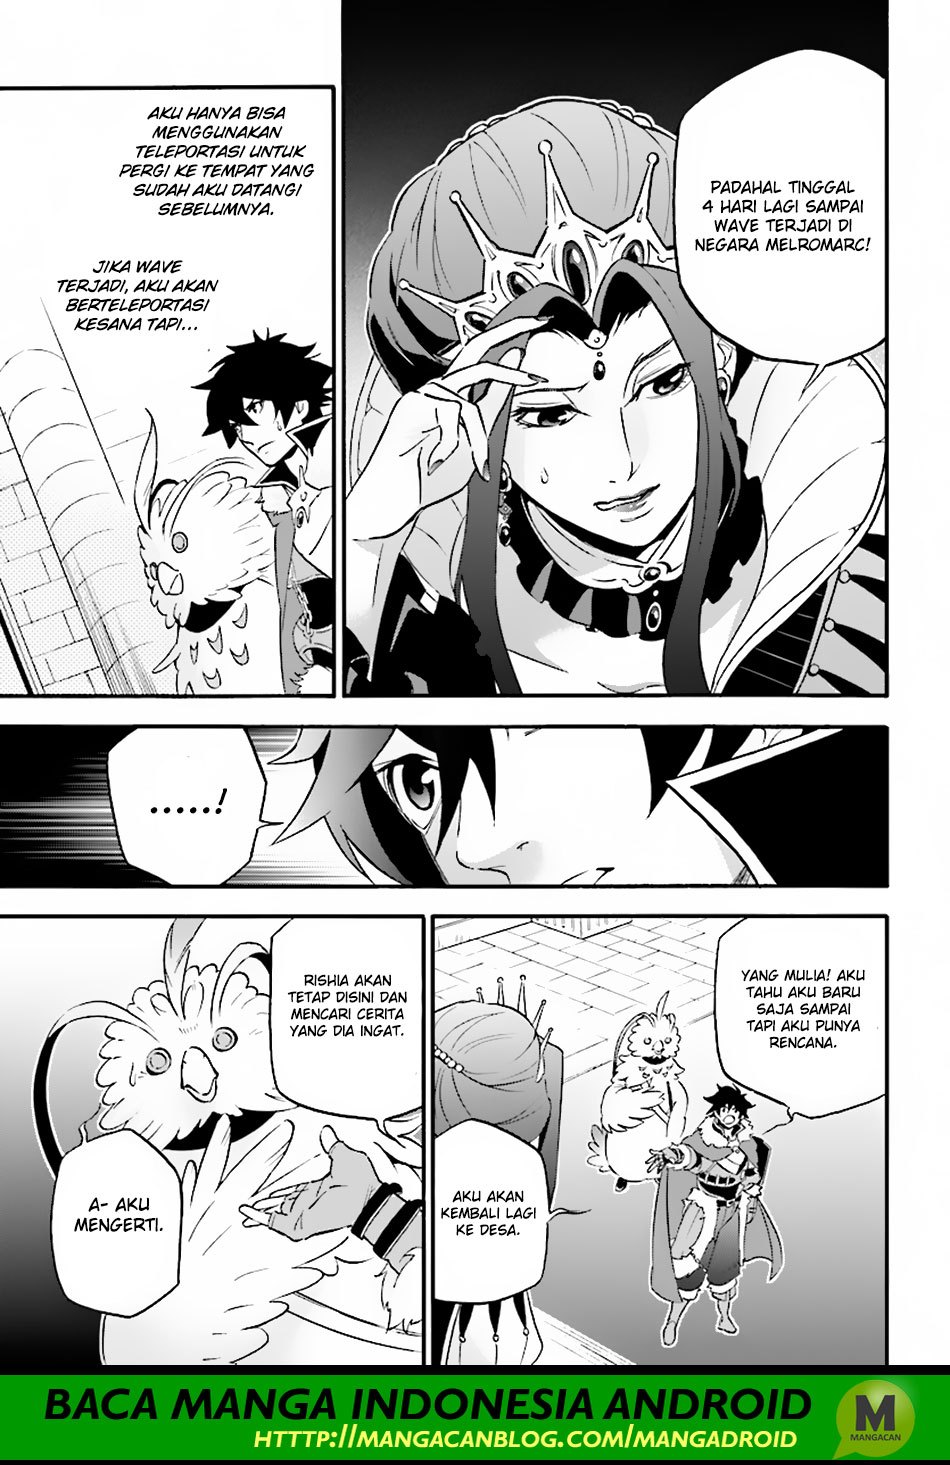 PADAHAL TINGGAL
4 HARI LAGI SAMPAI
WAVE TERJADI DI
NEGARA MELROMARC!
AKU HANYA BISA
MENGGUNAKAN
TELEPORTASI UNTUK
PERGI KE TEMPAT YANG
SUDAH AKU DATANGI
SEBELUMNYA.
JIKA WAVE
TERJADI, AKU AKAN
BERTELEPORTASI
KESANA TAPI...
......!
YANG MULIA! AKU
TAHU AKU BARU
SAJA SAMPAI
TAPI AKU PUNYA
RENCANA.
AKU AKAN
KEMBALI LAGI
KE DESA.
RISHIA AKAN
TETAP DISINI DAN
MENCARI CERITA
YANG DIA INGAT.
A- AKU
MENGERTI.
BACA MANGA INDONESIA ANDROID
HTTTP://MANGACANBLOG.COM/MANGADROID
M
MANGACAN